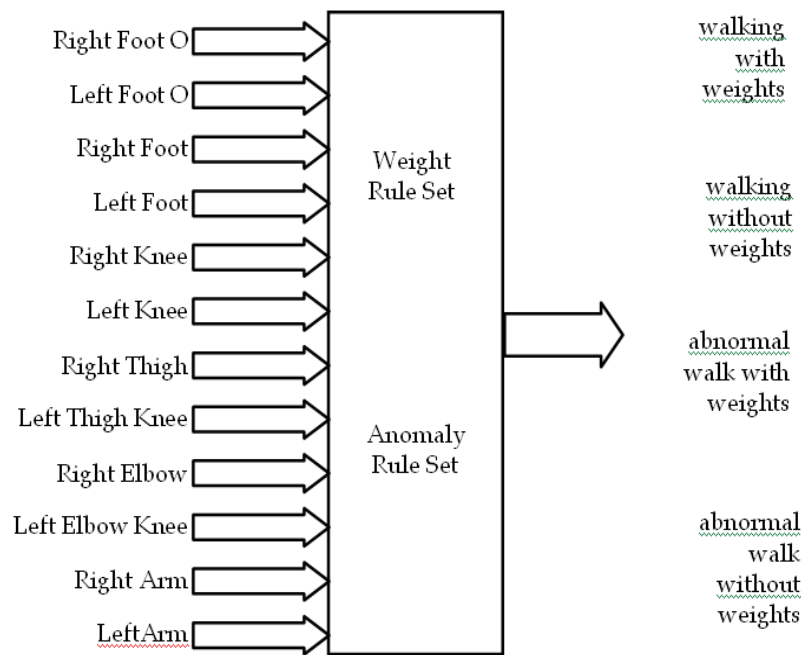 Right Foot O
Left Foot O
Right Foot
Left Foot
Right Knee
Left Knee
Right Thigh
Left Thigh Knee
Right Elbow
Left Elbow Knee
Right Arm
LeftArm
Weight
Rule Set
Anomaly
Rule Set
walking
with
weights
walking
without
weights
abnormal
walk with
weights
abnormal
walk
without
weights